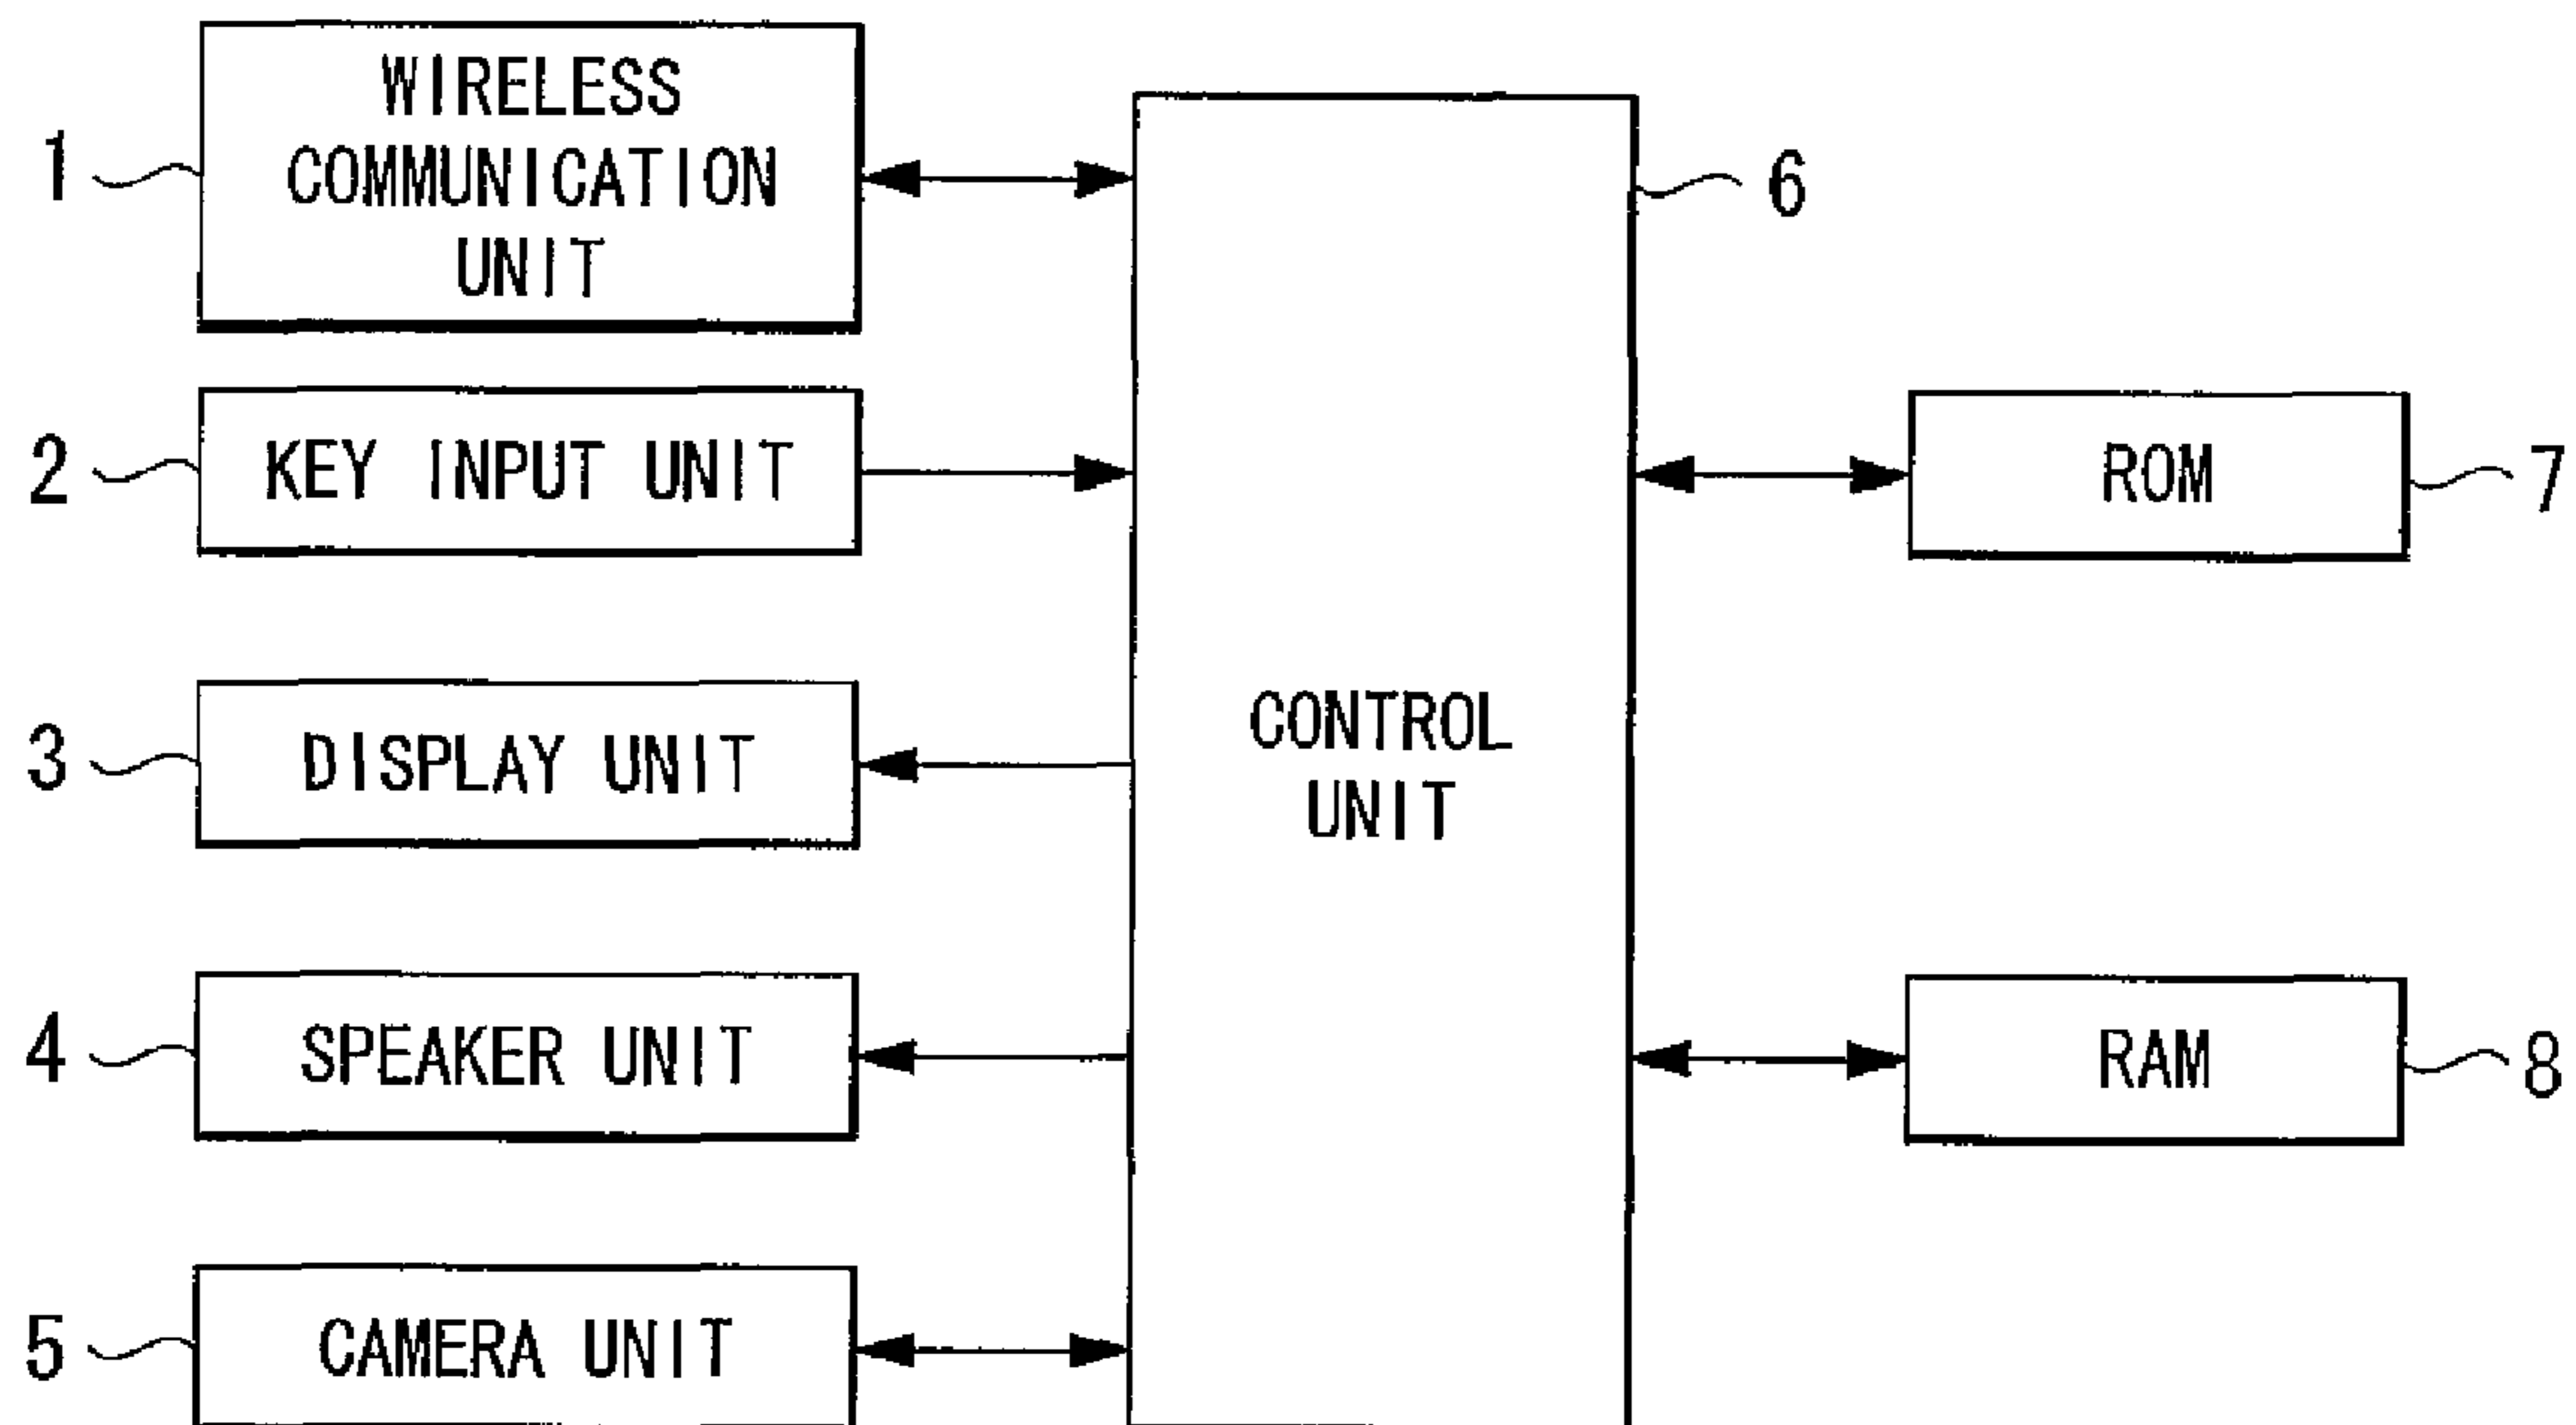 1
WIRELESS
COMMUNICATION
UNIT
2
KEY INPUT UNIT
3
DISPLAY UNIT
4
SPEAKER UNIT
5
CAMERA UNIT
CONTROL
UNIT
6
ROM
7
RAM
8